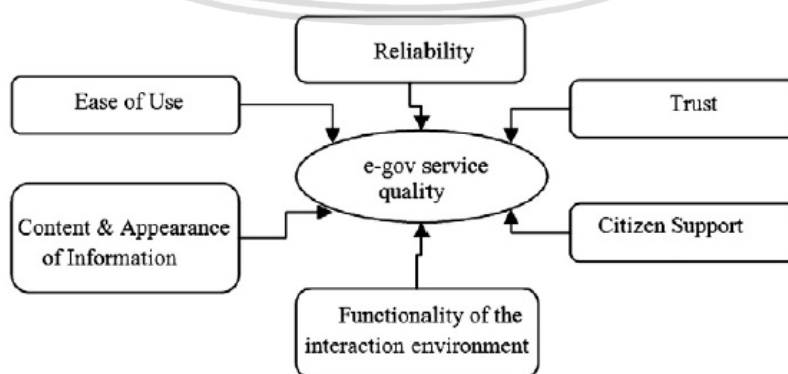 Reliability
Ease of Use
Trust
e-gov service
quality
Content & Appearance
of Information
Citizen Support
Functionality of the
interaction environment